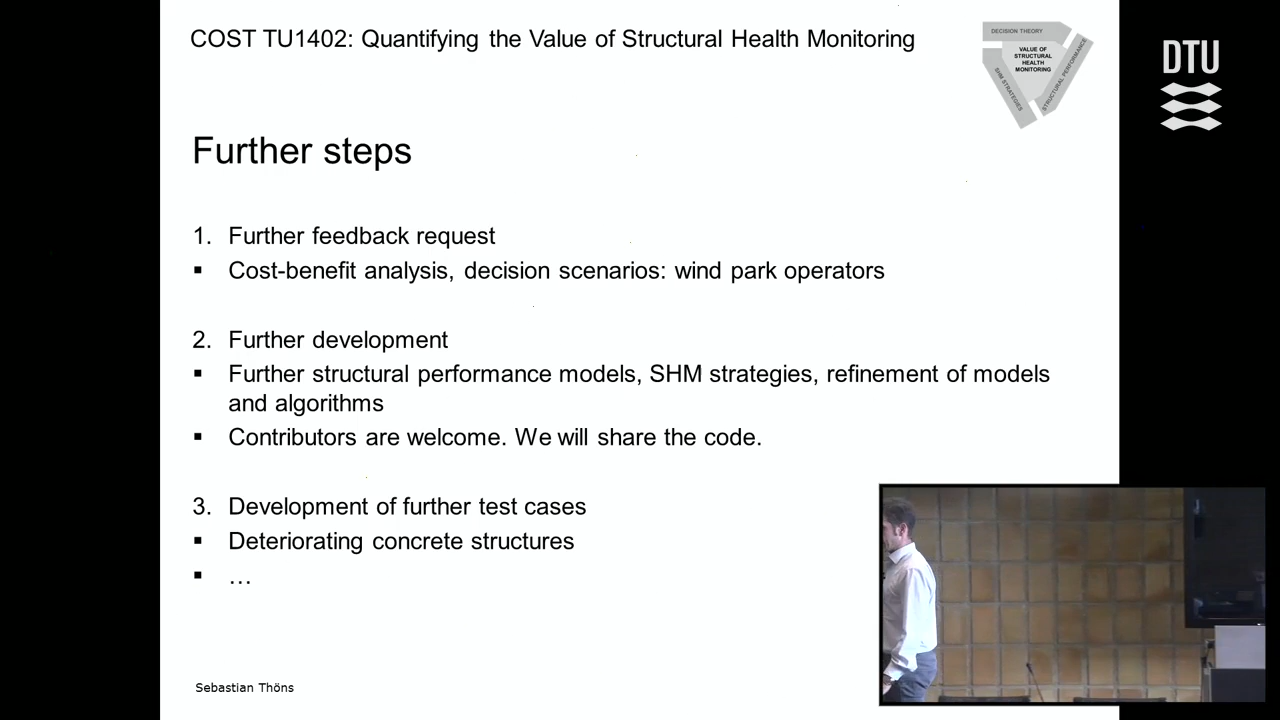 COST TU1402: Quantifying the Value of Structural Health Monitoring
DECISION THEORY
VALUE OF
STRUCTURAL
HEALTH
MONITORING
SHM STRATEGIES
STRUCTURAL PERFORMANCE
DTU
Further steps
1. Further feedback request
▪ Cost-benefit analysis, decision scenarios: wind park operators
2. Further development
▪ Further structural performance models, SHM strategies, refinement of models
and algorithms
▪ Contributors are welcome. We will share the code.
3. Development of further test cases
▪ Deteriorating concrete structures
▪ …
Sebastian Thöns